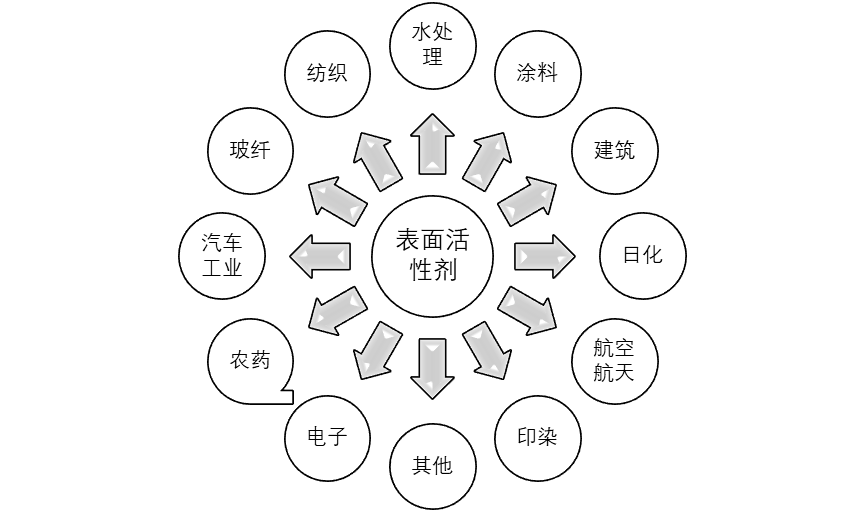 水处
理
涂料
建筑
日化
航空
航天
印染
其他
电子
农药
汽车
工业
玻纤
纺织
表面活
性剂